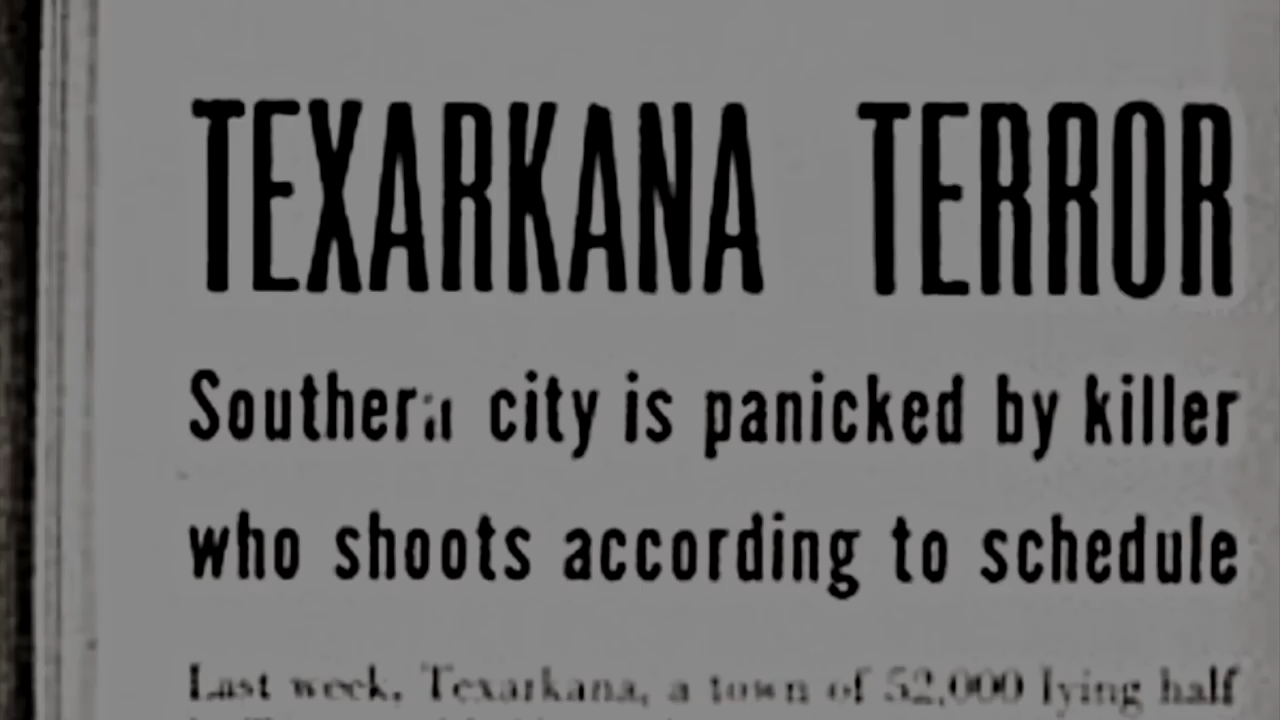 TEXARKANA TERROR
Southern city is panicked by killer
who shoots according to schedule
Last week, Texarkana, a town of 52,000 lying half